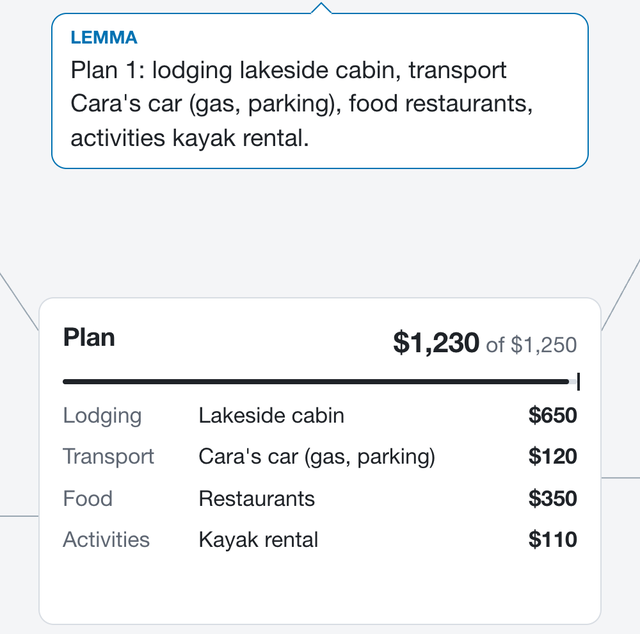 LEMMA
Plan 1: lodging lakeside cabin, transport
Cara's car (gas, parking), food restaurants,
activities kayak rental.
Plan $1,230 of $1,250
Lodging Lakeside cabin $650
Transport Cara's car (gas, parking) $120
Food Restaurants $350
Activities Kayak rental $110